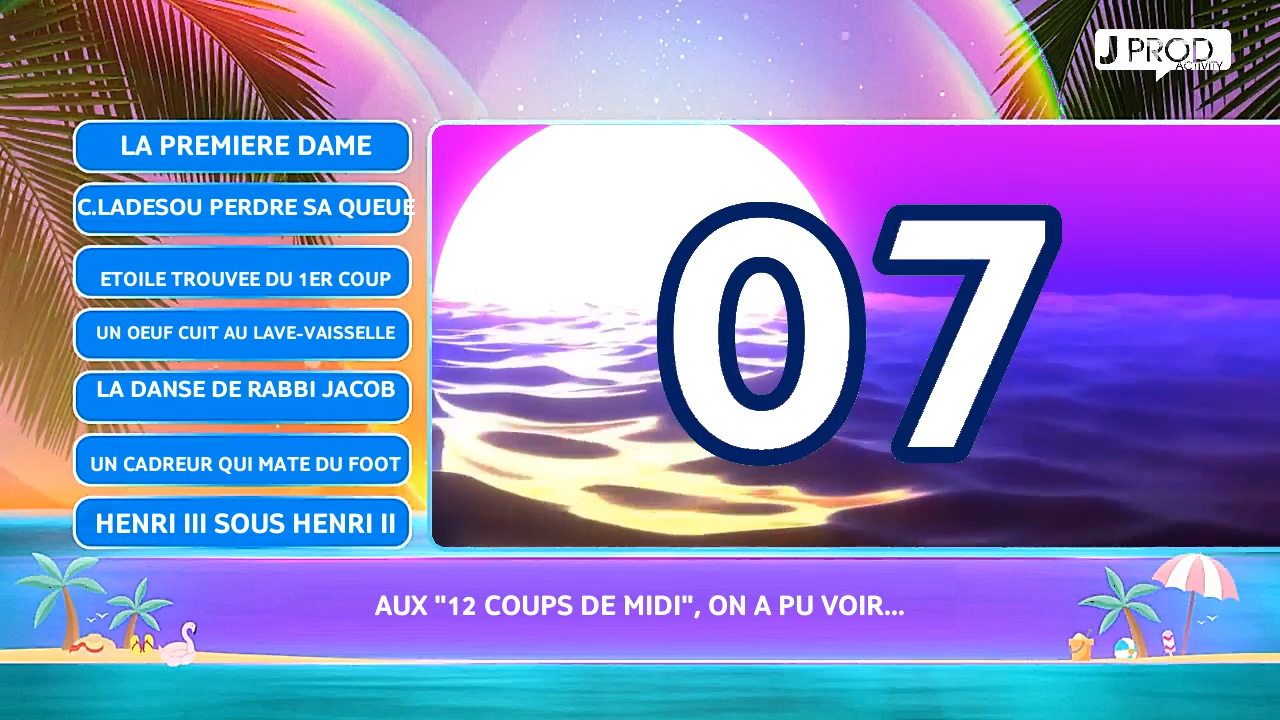 J PROD
ACTIVITY
LA PREMIERE DAME
C.LADESOU PERDRE SA QUEUE
ETOILE TROUVEE DU 1ER COUP
UN OEUF CUIT AU LAVE-VAISSELLE
LA DANSE DE RABBI JACOB
UN CADREUR QUI MATE DU FOOT
HENRI III SOUS HENRI II
07
AUX "12 COUPS DE MIDI", ON A PU VOIR...